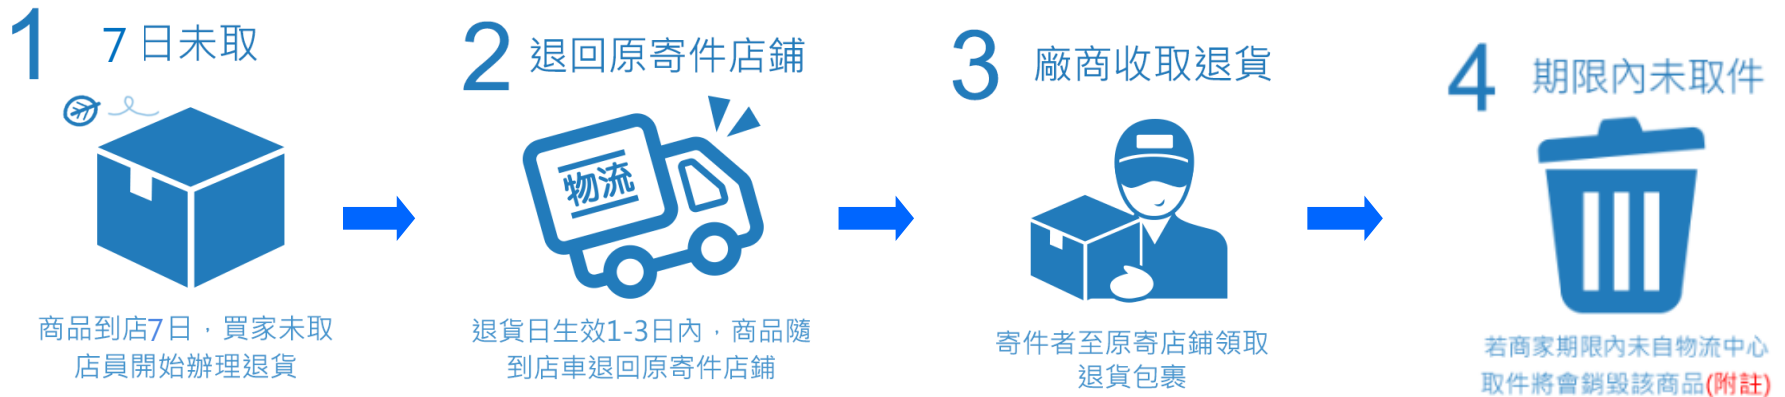 1
7日未取
商品到店7日，買家未取
店員開始辦理退貨
2
退回原寄件店鋪
物流
退貨日生效1-3日內，商品隨
到店車退回原寄件店鋪
3
廠商收取退貨
寄件者至原寄店鋪領取
退貨包裹
4
期限內未取件
若商家期限內未自物流中心
取件將會銷毀該商品(附註)